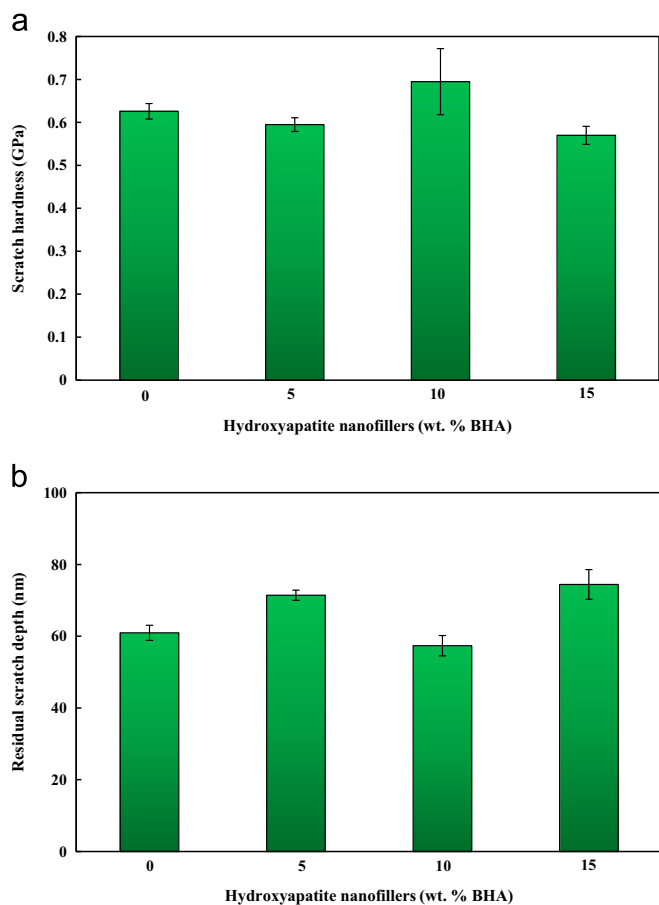 a
0.8
0.7
0.6
0.5
0.4
0.3
0.2
0.1
0
Scratch hardness (GPa)
0 5 10 15
Hydroxyapatite nanofillers (wt. % BHA)
b
100
80
60
40
20
0
Residual scratch depth (nm)
0 5 10 15
Hydroxyapatite nanofillers (wt. % BHA)